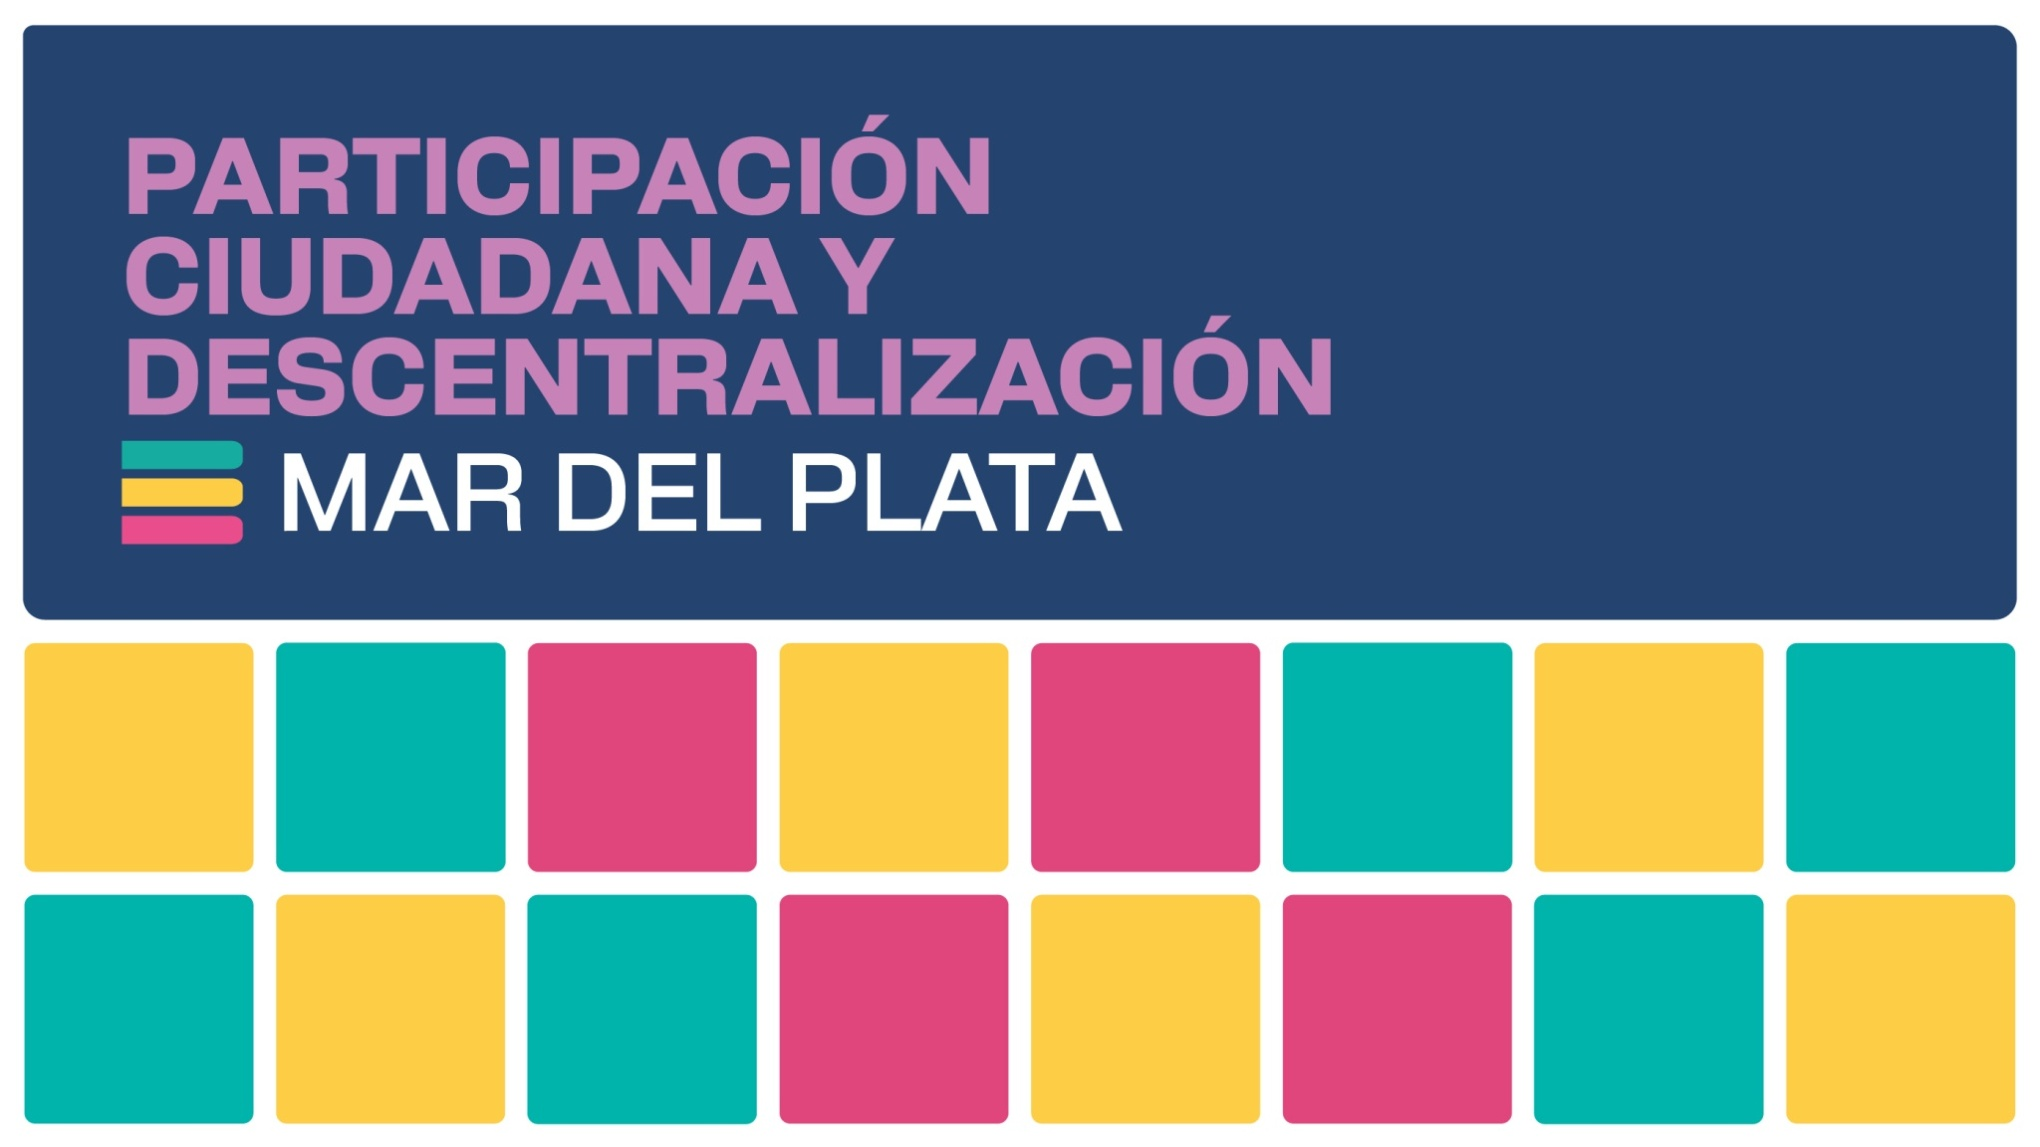 PARTICIPACIÓN
CIUDADANA Y
DESCENTRALIZACIÓN
MAR DEL PLATA